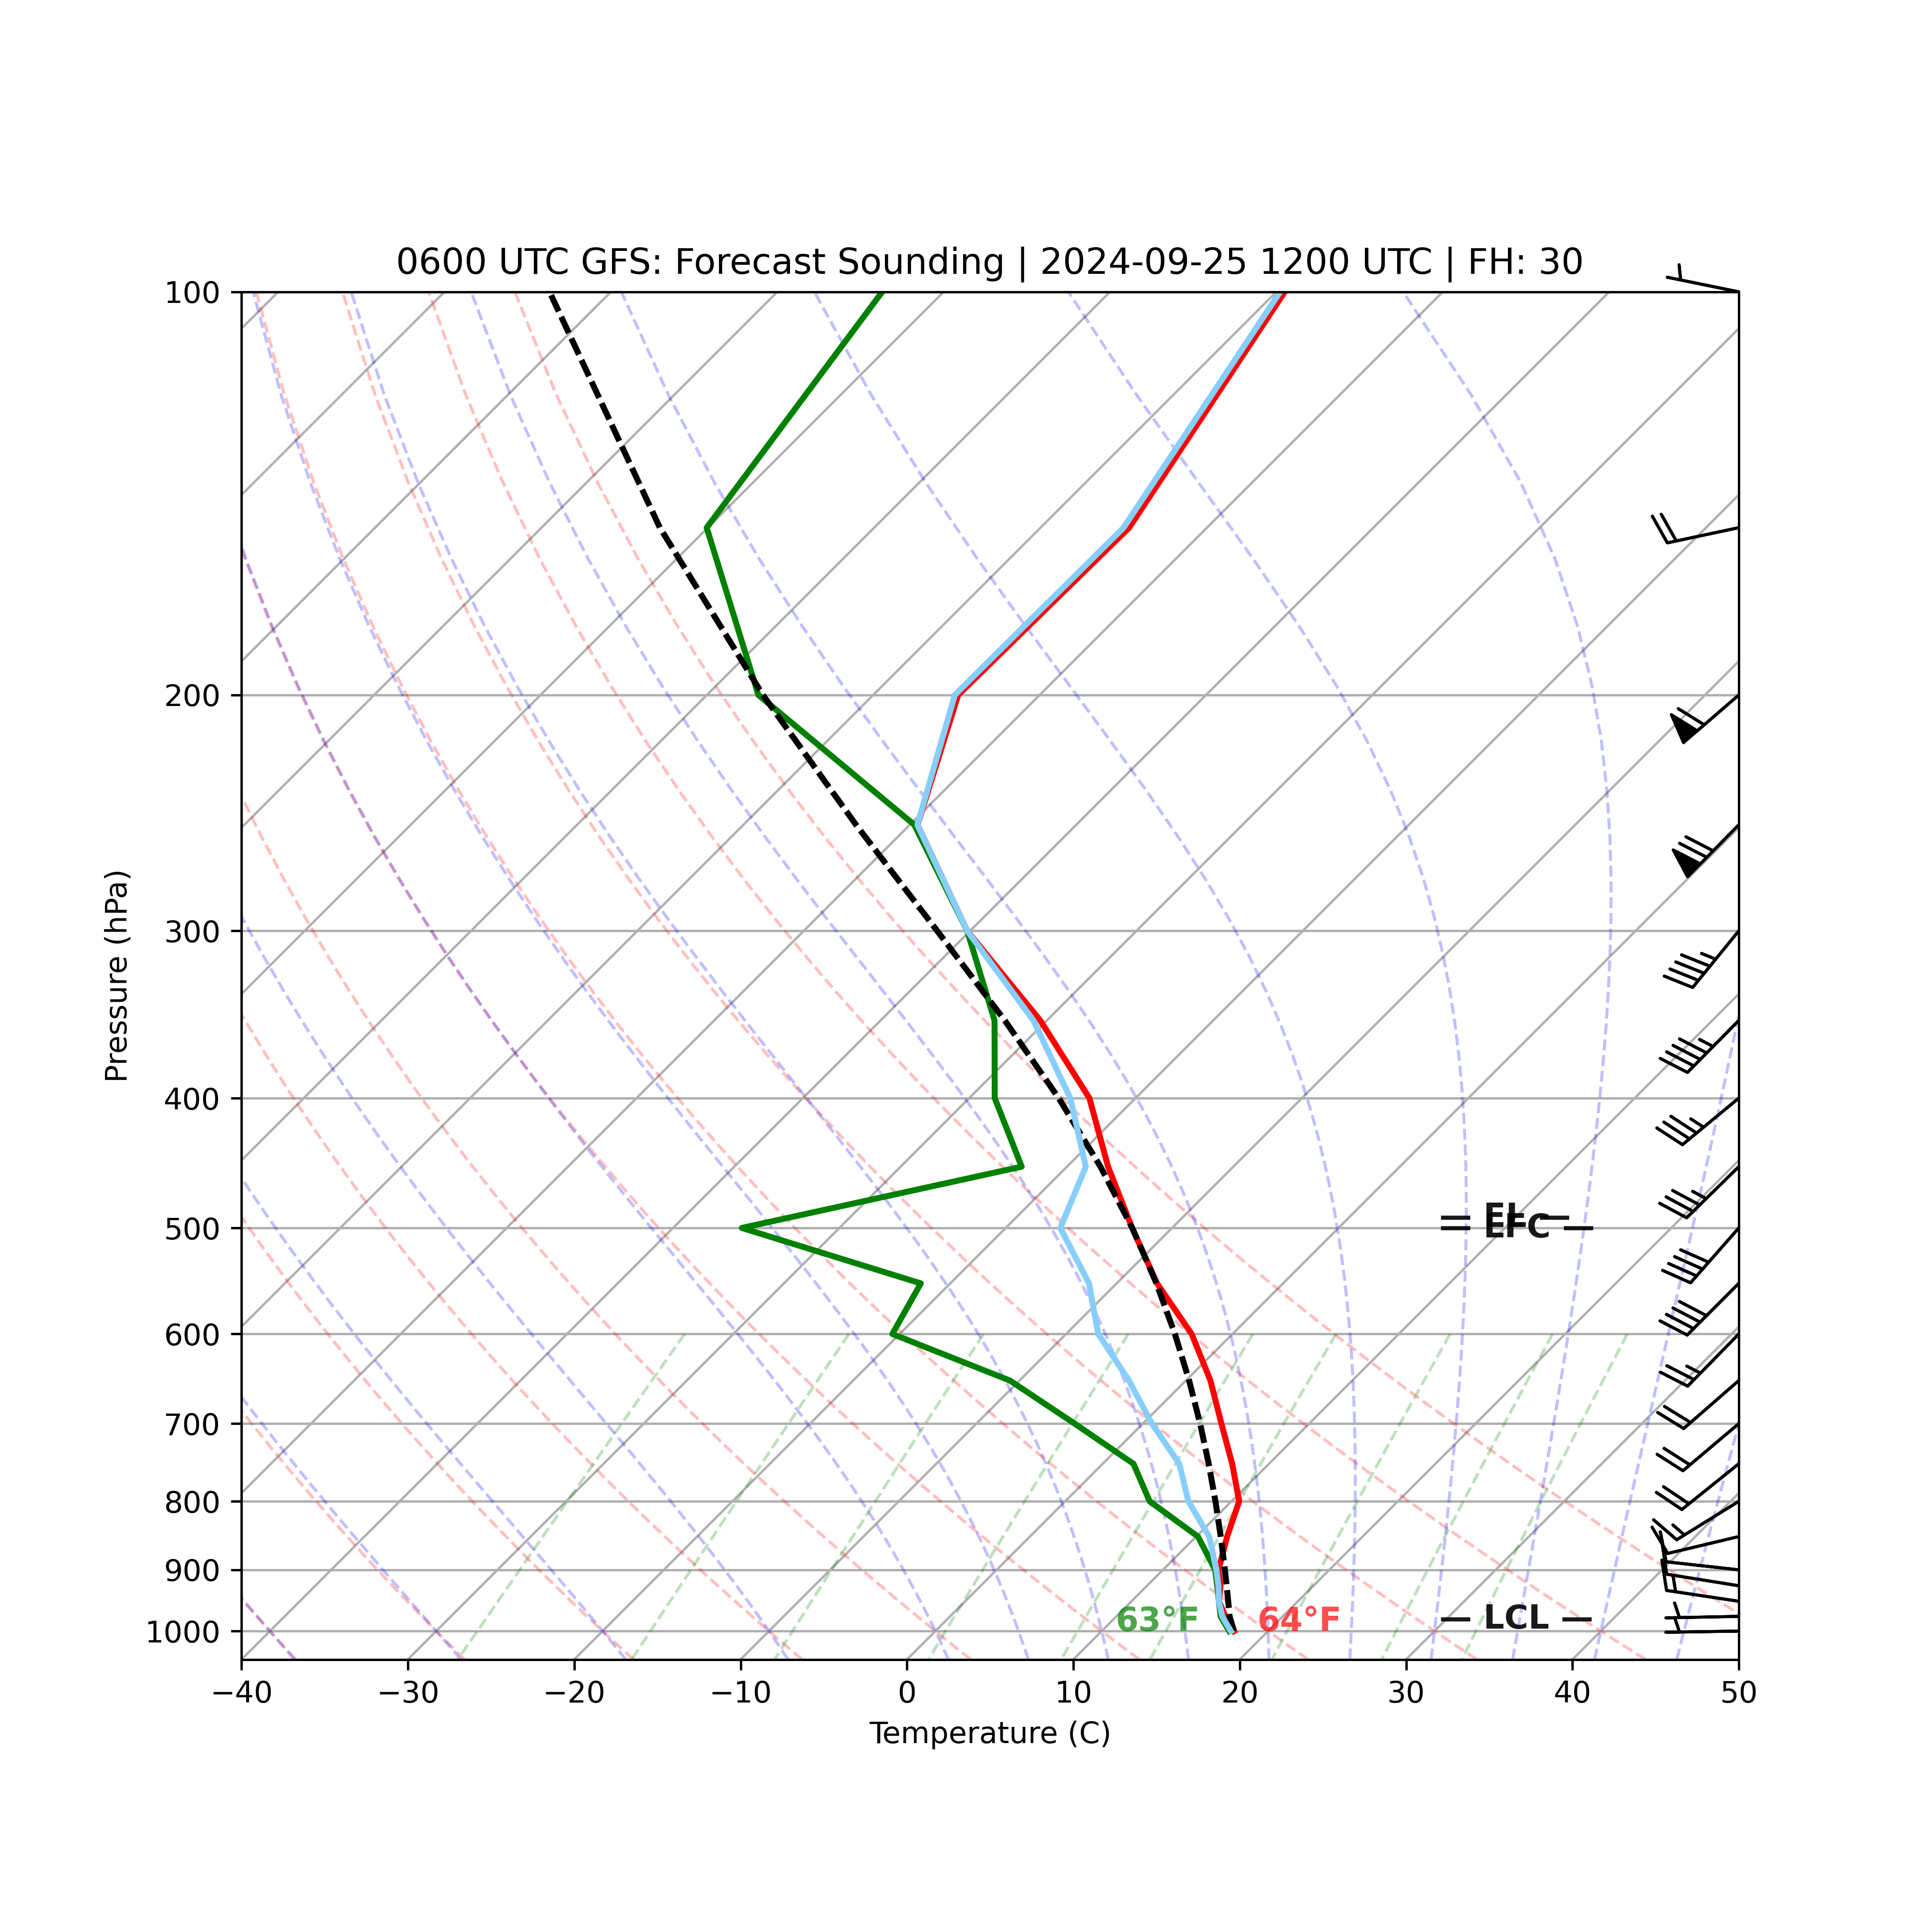 0600 UTC GFS: Forecast Sounding | 2024-09-25 1200 UTC | FH: 30
100
200
300
400
500
600
700
800
900
1000
Pressure (hPa)
— EL —
— LFC —
— LCL —
63°F 64°F
−40 −30 −20 −10 0 10 20 30 40 50
Temperature (C)